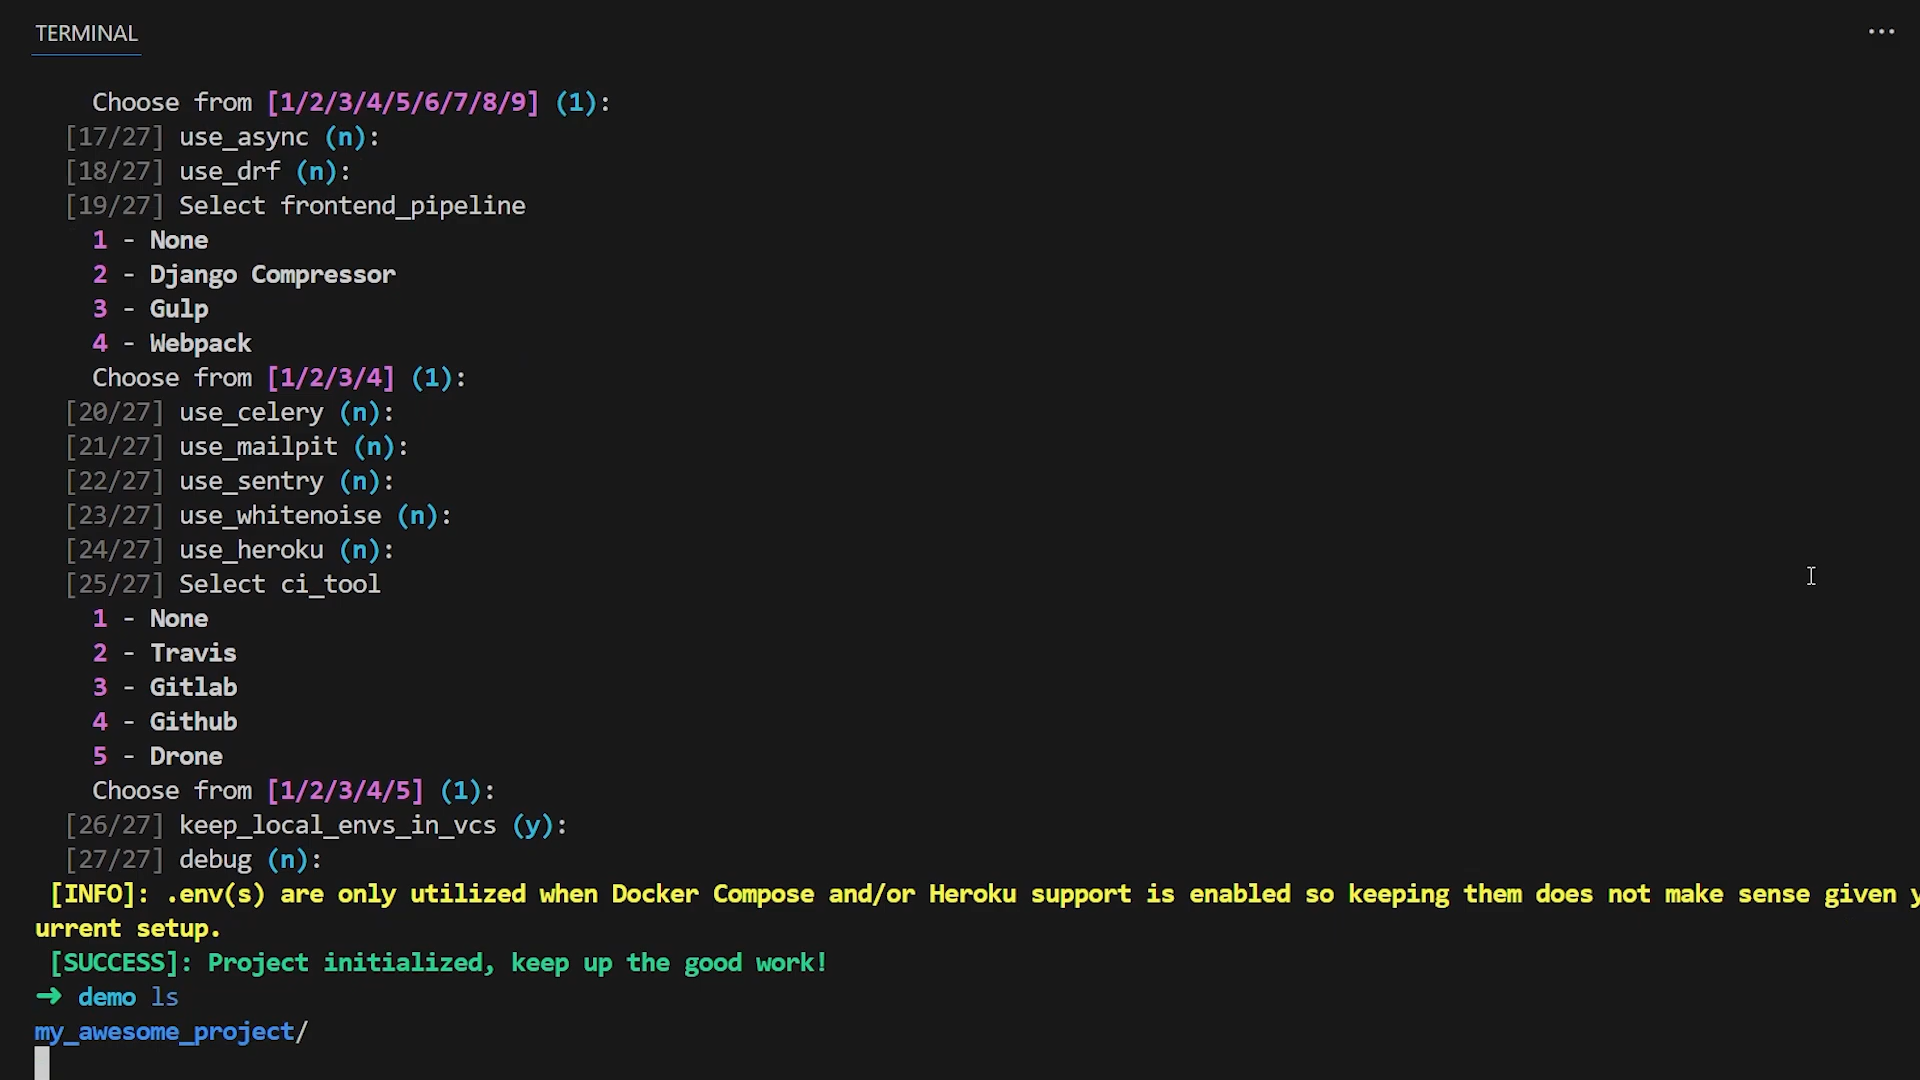 TERMINAL
Choose from [1/2/3/4/5/6/7/8/9] (1):
[17/27] use_async (n):
[18/27] use_drf (n):
[19/27] Select frontend_pipeline
1 - None
2 - Django Compressor
3 - Gulp
4 - Webpack
Choose from [1/2/3/4] (1):
[20/27] use_celery (n):
[21/27] use_mailpit (n):
[22/27] use_sentry (n):
[23/27] use_whitenoise (n):
[24/27] use_heroku (n):
[25/27] Select ci_tool
1 - None
2 - Travis
3 - Gitlab
4 - Github
5 - Drone
Choose from [1/2/3/4/5] (1):
[26/27] keep_local_envs_in_vcs (y):
[27/27] debug (n):
[INFO]: .env(s) are only utilized when Docker Compose and/or Heroku support is enabled so keeping them does not make sense given y
urrent setup.
[SUCCESS]: Project initialized, keep up the good work!
➜ demo ls
my_awesome_project/